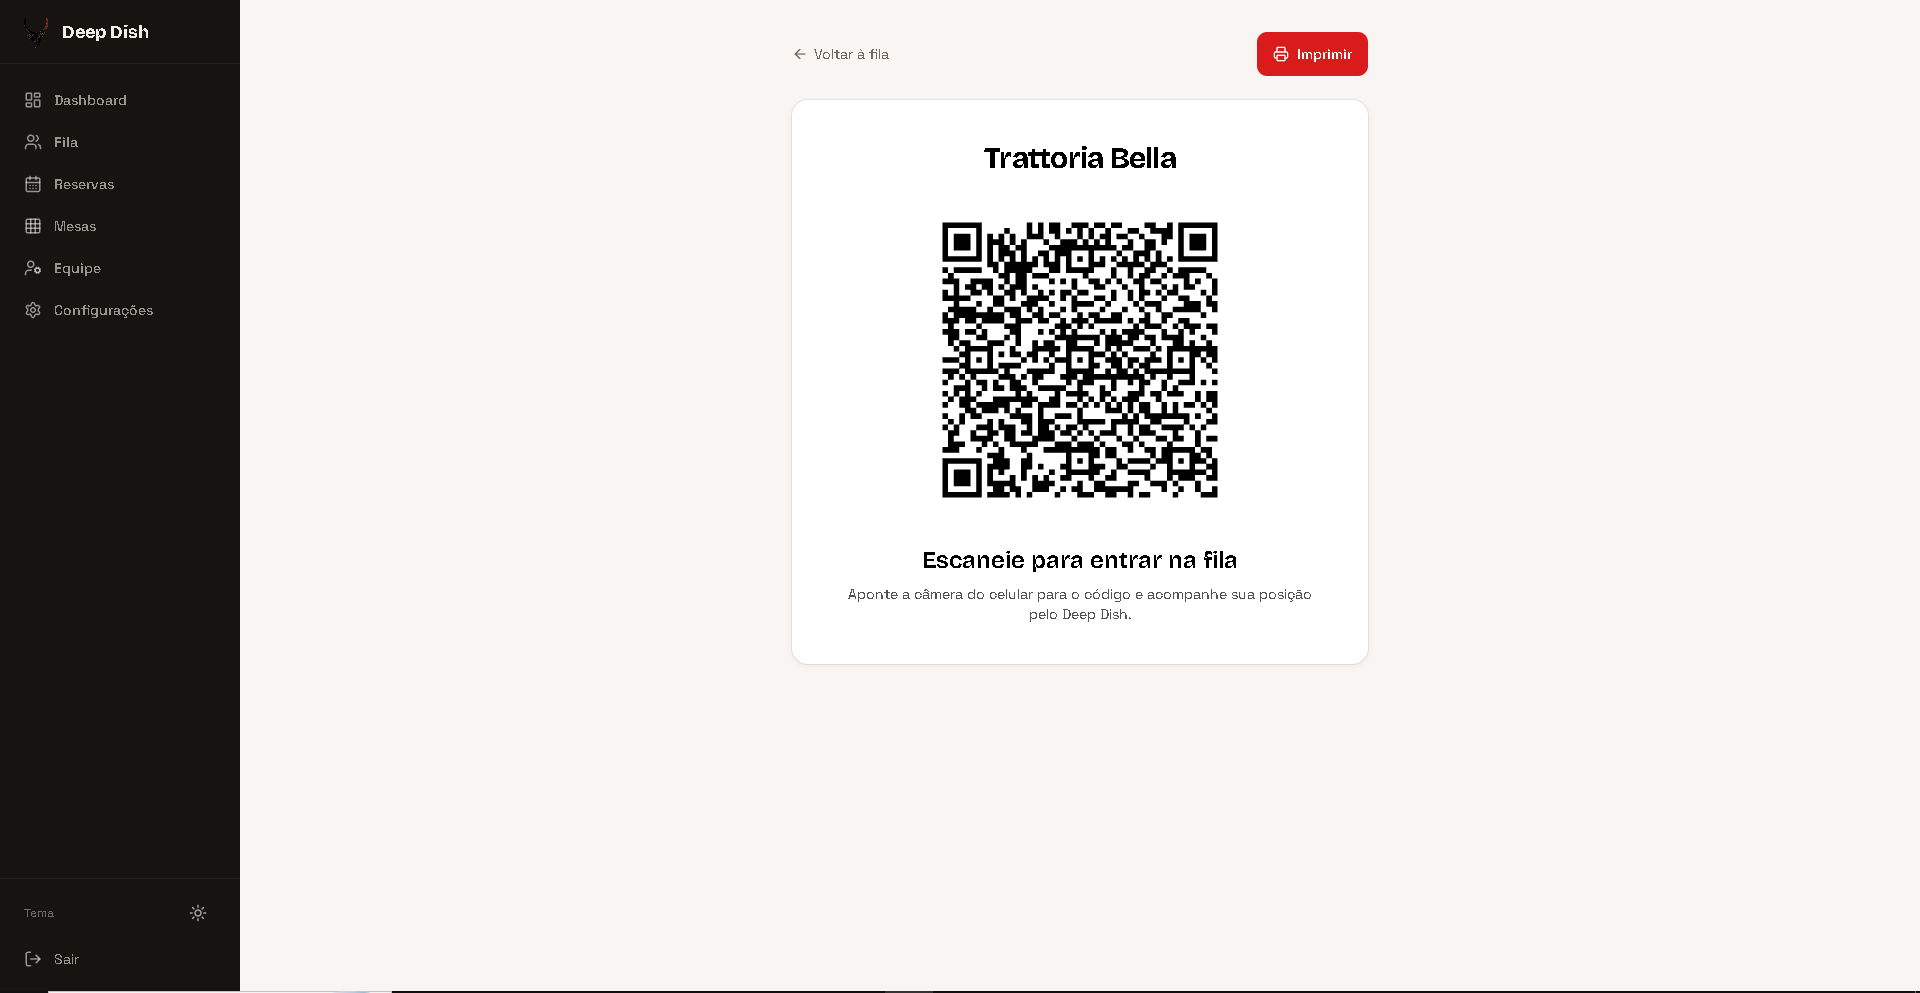 Deep Dish
Dashboard
Fila
Reservas
Mesas
Equipe
Configurações
Tema
Sair
Voltar à fila
Imprimir
Trattoria Bella
Escaneie para entrar na fila
Aponte a câmera do celular para o código e acompanhe sua posição
pelo Deep Dish.